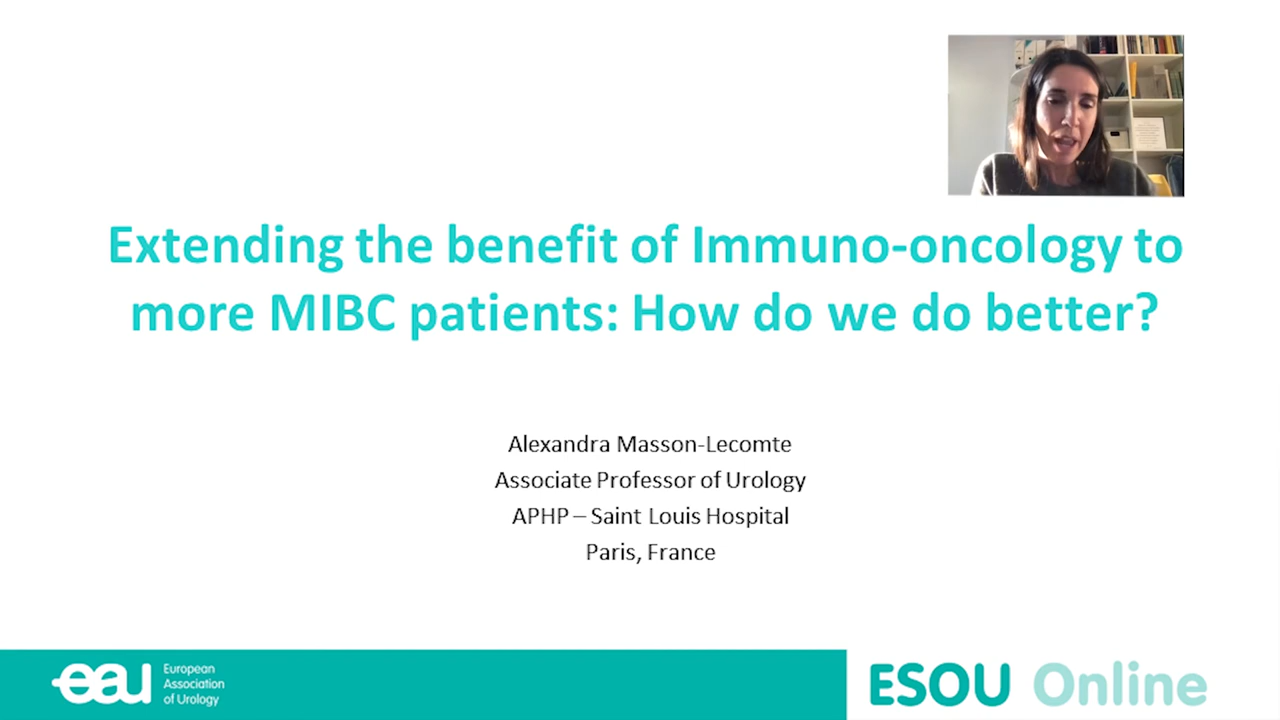 Extending the benefit of Immuno-oncology to
more MIBC patients: How do we do better?
Alexandra Masson-Lecomte
Associate Professor of Urology
APHP – Saint Louis Hospital
Paris, France
eau
European
Association
of Urology
ESOU Online